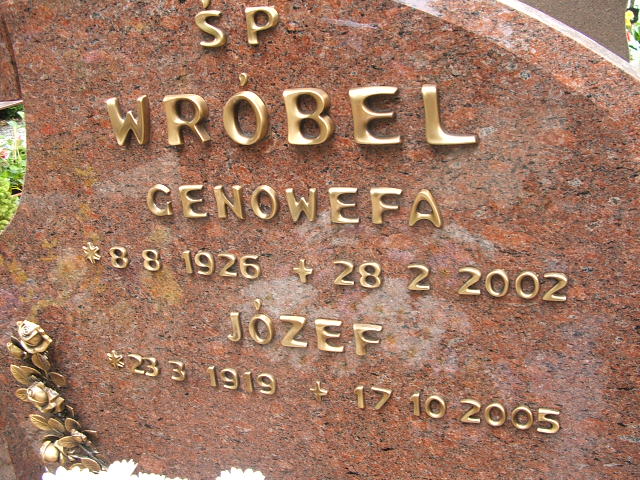 ŚP
WRÓBEL
GENOWEFA
*8 8 1926 + 28 2 2002
JÓZEF
*23 3 1919 + 17 10 2005